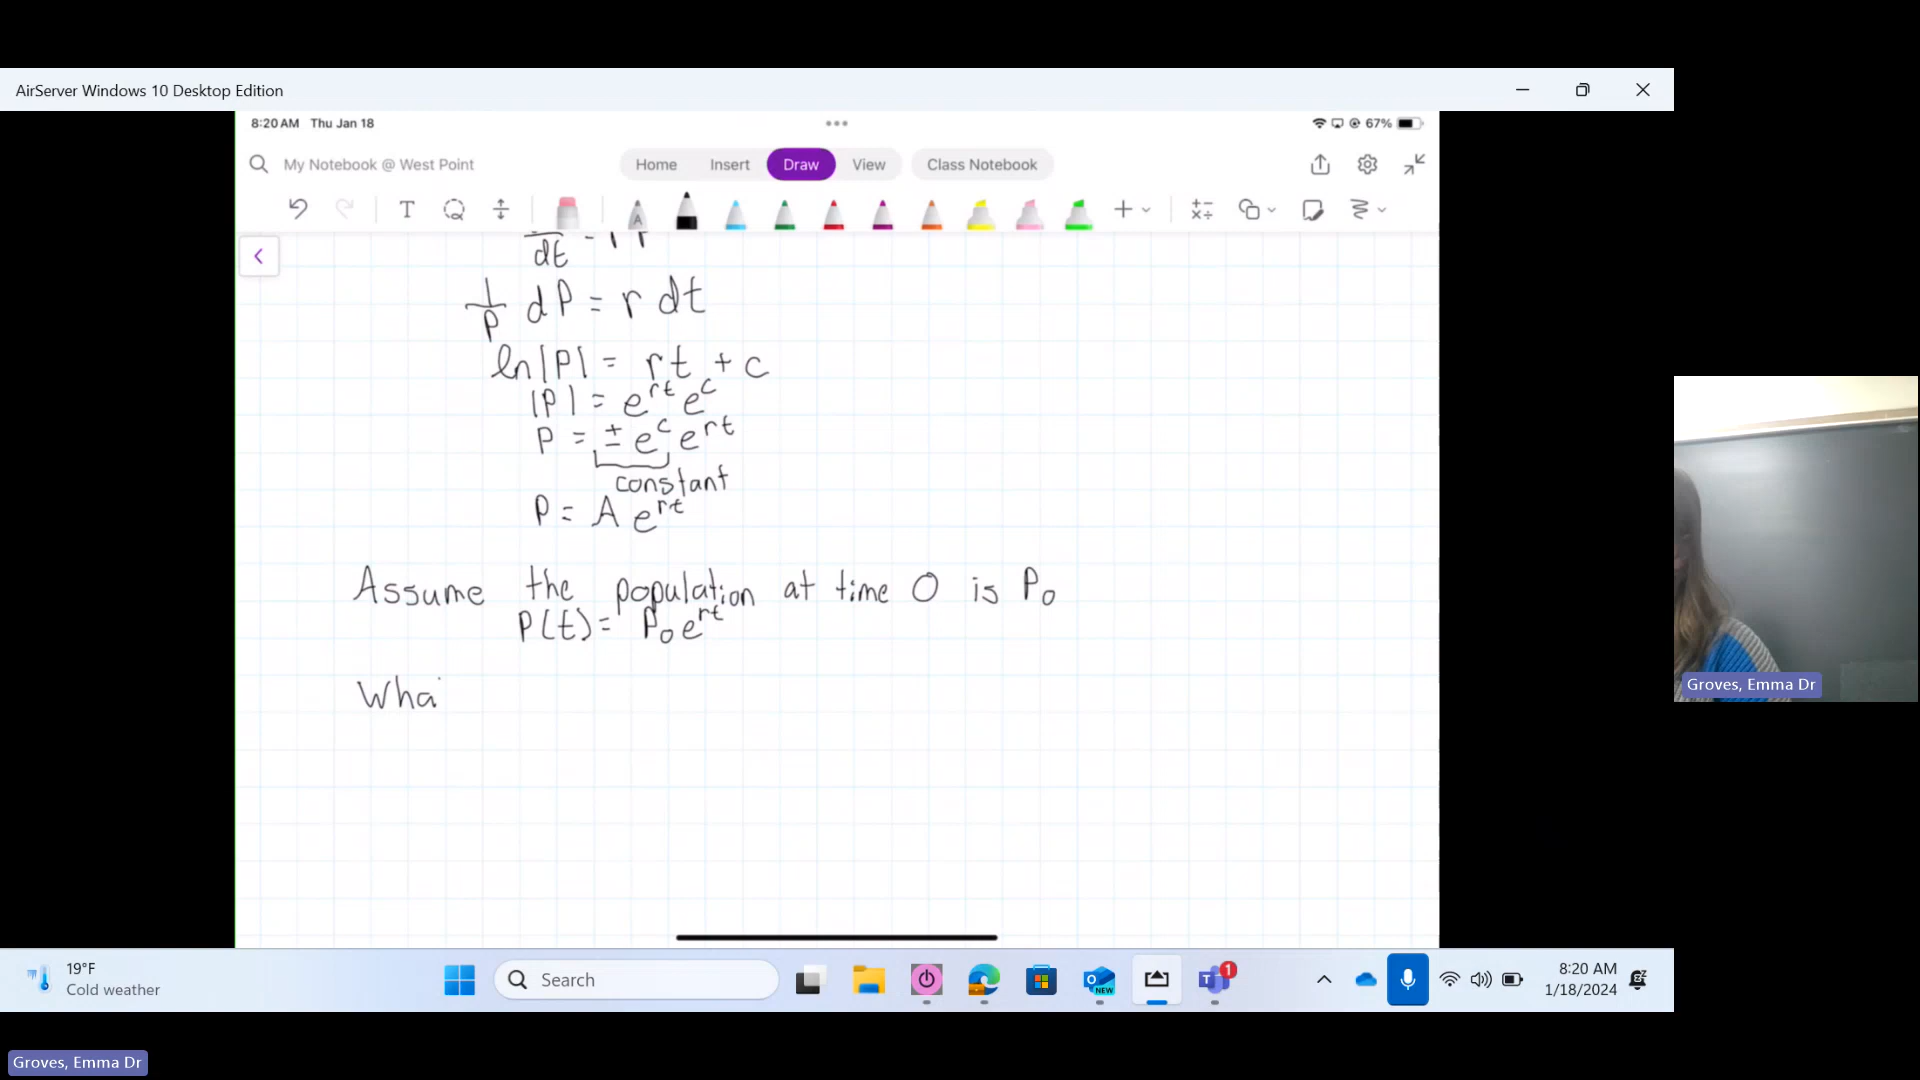 AirServer Windows 10 Desktop Edition
8:20 AM Thu Jan 18
67%
My Notebook @ West Point
Home Insert Draw View Class Notebook
T
A
dt
1/P dP = r dt
ln|P| = rt + c
|P| = e^rt e^c
P = ± e^c e^rt
constant
P = A e^rt
Assume the population at time 0 is P₀
P(t) = P₀ e^rt
Wha
Groves, Emma Dr
19°F
Cold weather
Search
NEW
1
8:20 AM
1/18/2024
Groves, Emma Dr